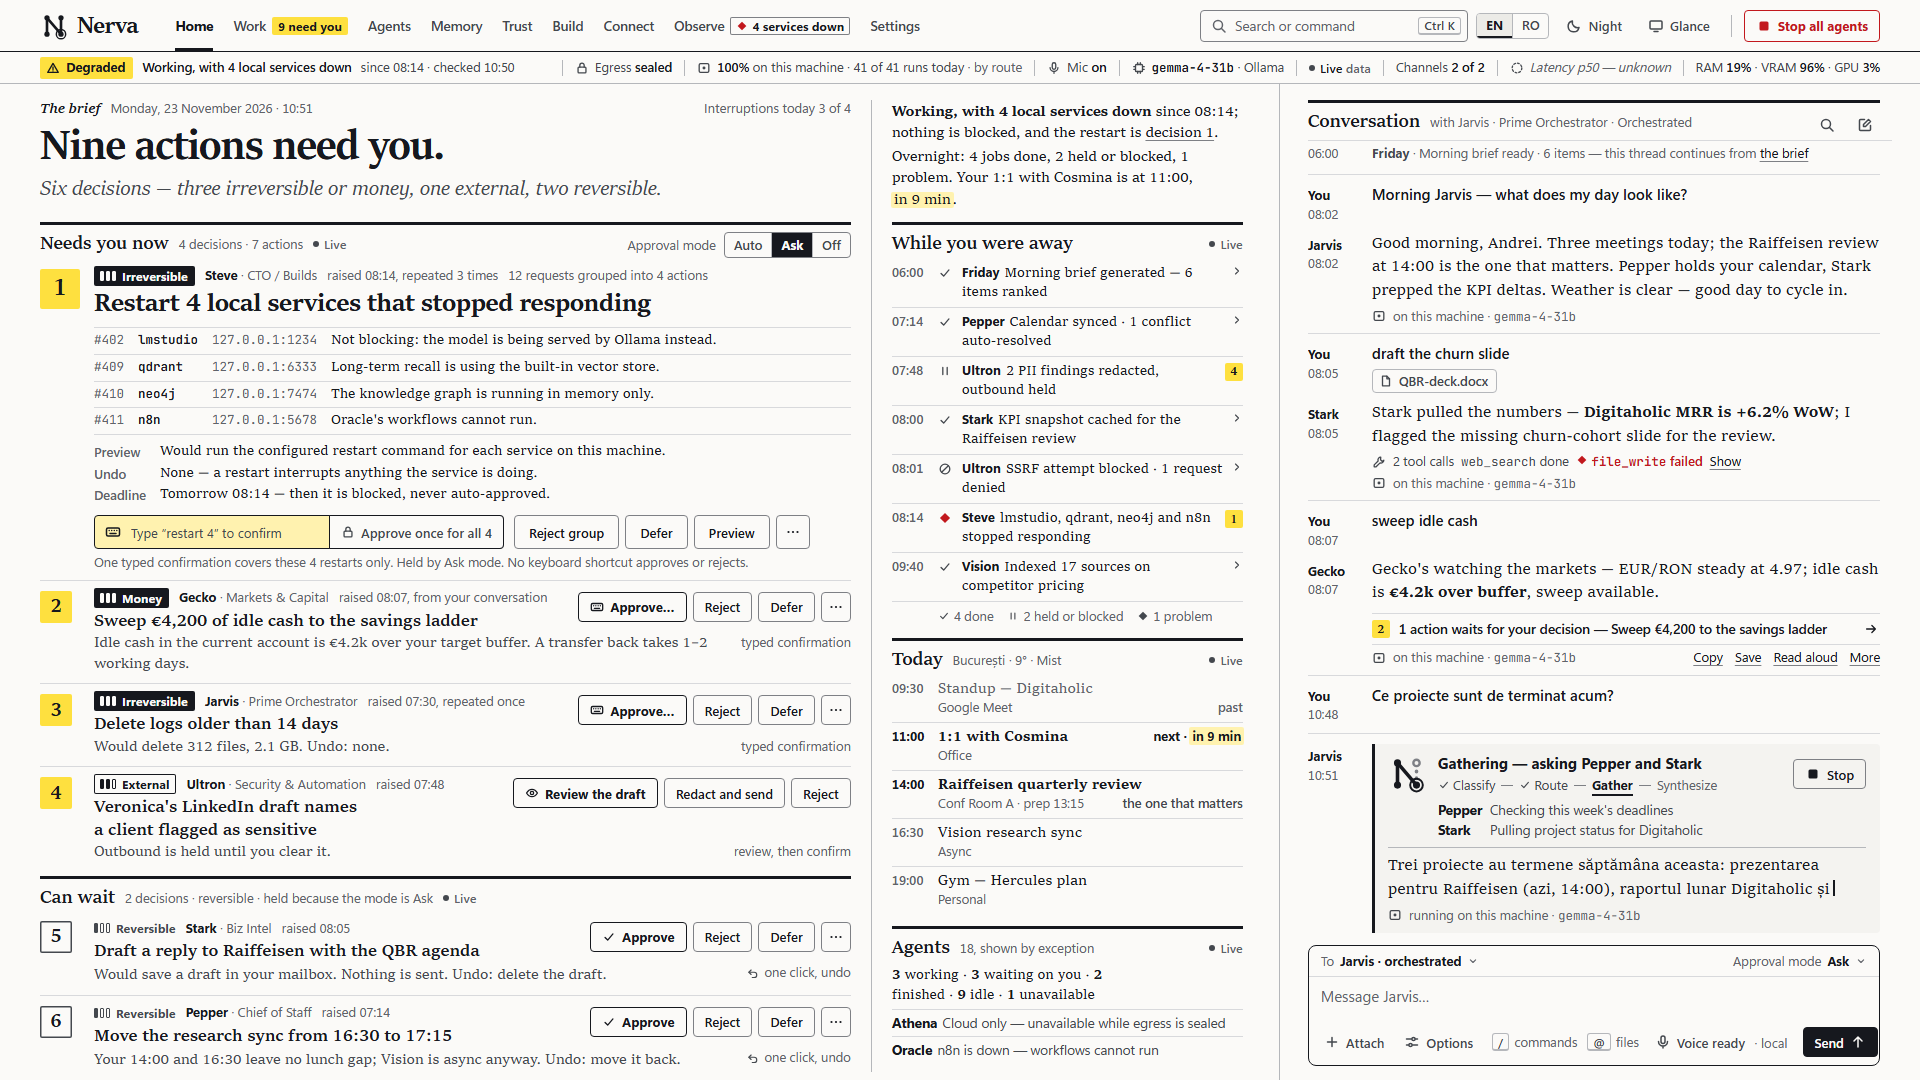 Nerva
Home
Work 9 need you
Agents
Memory
Trust
Build
Connect
Observe 4 services down
Settings
Search or command Ctrl K
EN RO
Night
Glance
Stop all agents
Degraded Working, with 4 local services down since 08:14 · checked 10:50
Egress sealed
100% on this machine · 41 of 41 runs today · by route
Mic on
gemma-4-31b · Ollama
Live data
Channels 2 of 2
Latency p50 — unknown
RAM 19% · VRAM 96% · GPU 3%
The brief Monday, 23 November 2026 · 10:51 Interruptions today 3 of 4
Nine actions need you.
Six decisions — three irreversible or money, one external, two reversible.
Needs you now 4 decisions · 7 actions Live Approval mode Auto Ask Off
1 Irreversible Steve · CTO / Builds raised 08:14, repeated 3 times 12 requests grouped into 4 actions
Restart 4 local services that stopped responding
#402 lmstudio 127.0.0.1:1234 Not blocking: the model is being served by Ollama instead.
#409 qdrant 127.0.0.1:6333 Long-term recall is using the built-in vector store.
#410 neo4j 127.0.0.1:7474 The knowledge graph is running in memory only.
#411 n8n 127.0.0.1:5678 Oracle's workflows cannot run.
Preview Would run the configured restart command for each service on this machine.
Undo None — a restart interrupts anything the service is doing.
Deadline Tomorrow 08:14 — then it is blocked, never auto-approved.
Type “restart 4” to confirm Approve once for all 4 Reject group Defer Preview ···
One typed confirmation covers these 4 restarts only. Held by Ask mode. No keyboard shortcut approves or rejects.
2 Money Gecko · Markets & Capital raised 08:07, from your conversation Approve... Reject Defer ···
Sweep €4,200 of idle cash to the savings ladder
Idle cash in the current account is €4.2k over your target buffer. A transfer back takes 1–2 typed confirmation
working days.
3 Irreversible Jarvis · Prime Orchestrator raised 07:30, repeated once Approve... Reject Defer ···
Delete logs older than 14 days
Would delete 312 files, 2.1 GB. Undo: none. typed confirmation
4 External Ultron · Security & Automation raised 07:48 Review the draft Redact and send Reject
Veronica's LinkedIn draft names
a client flagged as sensitive
Outbound is held until you clear it. review, then confirm
Can wait 2 decisions · reversible · held because the mode is Ask Live
5 Reversible Stark · Biz Intel raised 08:05 Approve Reject Defer ···
Draft a reply to Raiffeisen with the QBR agenda
Would save a draft in your mailbox. Nothing is sent. Undo: delete the draft. one click, undo
6 Reversible Pepper · Chief of Staff raised 07:14 Approve Reject Defer ···
Move the research sync from 16:30 to 17:15
Your 14:00 and 16:30 leave no lunch gap; Vision is async anyway. Undo: move it back. one click, undo
Working, with 4 local services down since 08:14;
nothing is blocked, and the restart is decision 1.
Overnight: 4 jobs done, 2 held or blocked, 1
problem. Your 1:1 with Cosmina is at 11:00,
in 9 min.
While you were away Live
06:00 Friday Morning brief generated — 6
items ranked
07:14 Pepper Calendar synced · 1 conflict
auto-resolved
07:48 Ultron 2 PII findings redacted, 4
outbound held
08:00 Stark KPI snapshot cached for the
Raiffeisen review
08:01 Ultron SSRF attempt blocked · 1 request
denied
08:14 Steve lmstudio, qdrant, neo4j and n8n 1
stopped responding
09:40 Vision Indexed 17 sources on
competitor pricing
4 done 2 held or blocked 1 problem
Today București · 9° · Mist Live
09:30 Standup — Digitaholic
Google Meet past
11:00 1:1 with Cosmina next · in 9 min
Office
14:00 Raiffeisen quarterly review
Conf Room A · prep 13:15 the one that matters
16:30 Vision research sync
Async
19:00 Gym — Hercules plan
Personal
Agents 18, shown by exception Live
3 working · 3 waiting on you · 2
finished · 9 idle · 1 unavailable
Athena Cloud only — unavailable while egress is sealed
Oracle n8n is down — workflows cannot run
Conversation with Jarvis · Prime Orchestrator · Orchestrated
06:00 Friday · Morning brief ready · 6 items — this thread continues from the brief
You Morning Jarvis — what does my day look like?
08:02
Jarvis Good morning, Andrei. Three meetings today; the Raiffeisen review
08:02 at 14:00 is the one that matters. Pepper holds your calendar, Stark
prepped the KPI deltas. Weather is clear — good day to cycle in.
on this machine · gemma-4-31b
You draft the churn slide
08:05 QBR-deck.docx
Stark Stark pulled the numbers — Digitaholic MRR is +6.2% WoW; I
08:05 flagged the missing churn-cohort slide for the review.
2 tool calls web_search done file_write failed Show
on this machine · gemma-4-31b
You sweep idle cash
08:07
Gecko Gecko's watching the markets — EUR/RON steady at 4.97; idle cash
08:07 is €4.2k over buffer, sweep available.
2 1 action waits for your decision — Sweep €4,200 to the savings ladder
on this machine · gemma-4-31b Copy Save Read aloud More
You Ce proiecte sunt de terminat acum?
10:48
Jarvis Gathering — asking Pepper and Stark Stop
10:51 Classify — Route — Gather — Synthesize
Pepper Checking this week's deadlines
Stark Pulling project status for Digitaholic
Trei proiecte au termene săptămâna aceasta: prezentarea
pentru Raiffeisen (azi, 14:00), raportul lunar Digitaholic și
running on this machine · gemma-4-31b
To Jarvis · orchestrated Approval mode Ask
Message Jarvis...
Attach Options / commands @ files Voice ready · local Send